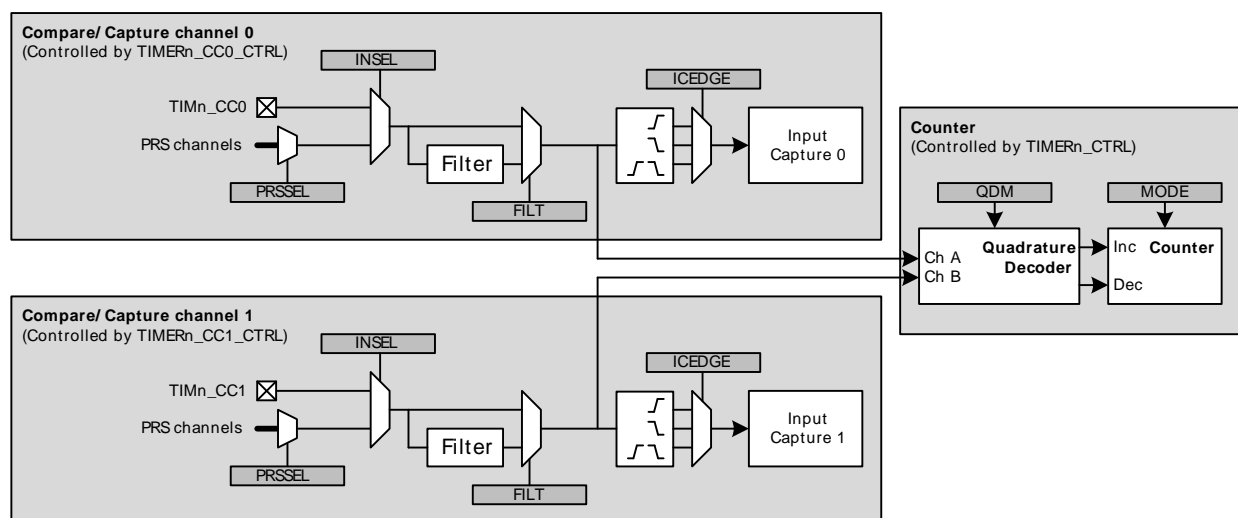 Compare/ Capture channel 0
(Controlled by TIMERn_CC0_CTRL)
INSEL
ICEDGE
TIMn_CC0
PRS channels
Filter
Input
Capture 0
PRSSEL
FILT
Counter
(Controlled by TIMERn_CTRL)
QDM
MODE
Ch A
Ch B
Quadrature
Decoder
Inc
Dec
Counter
Compare/ Capture channel 1
(Controlled by TIMERn_CC1_CTRL)
INSEL
ICEDGE
TIMn_CC1
PRS channels
Filter
Input
Capture 1
PRSSEL
FILT